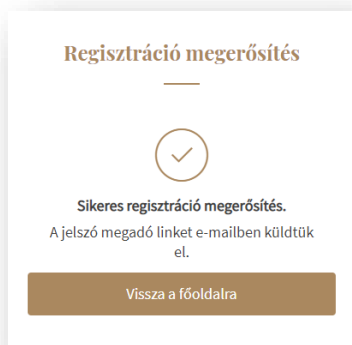 Regisztráció megerősítés
Sikeres regisztráció megerősítés.
A jelszó megadó linket e-mailben küldtük
el.
Vissza a főoldalra